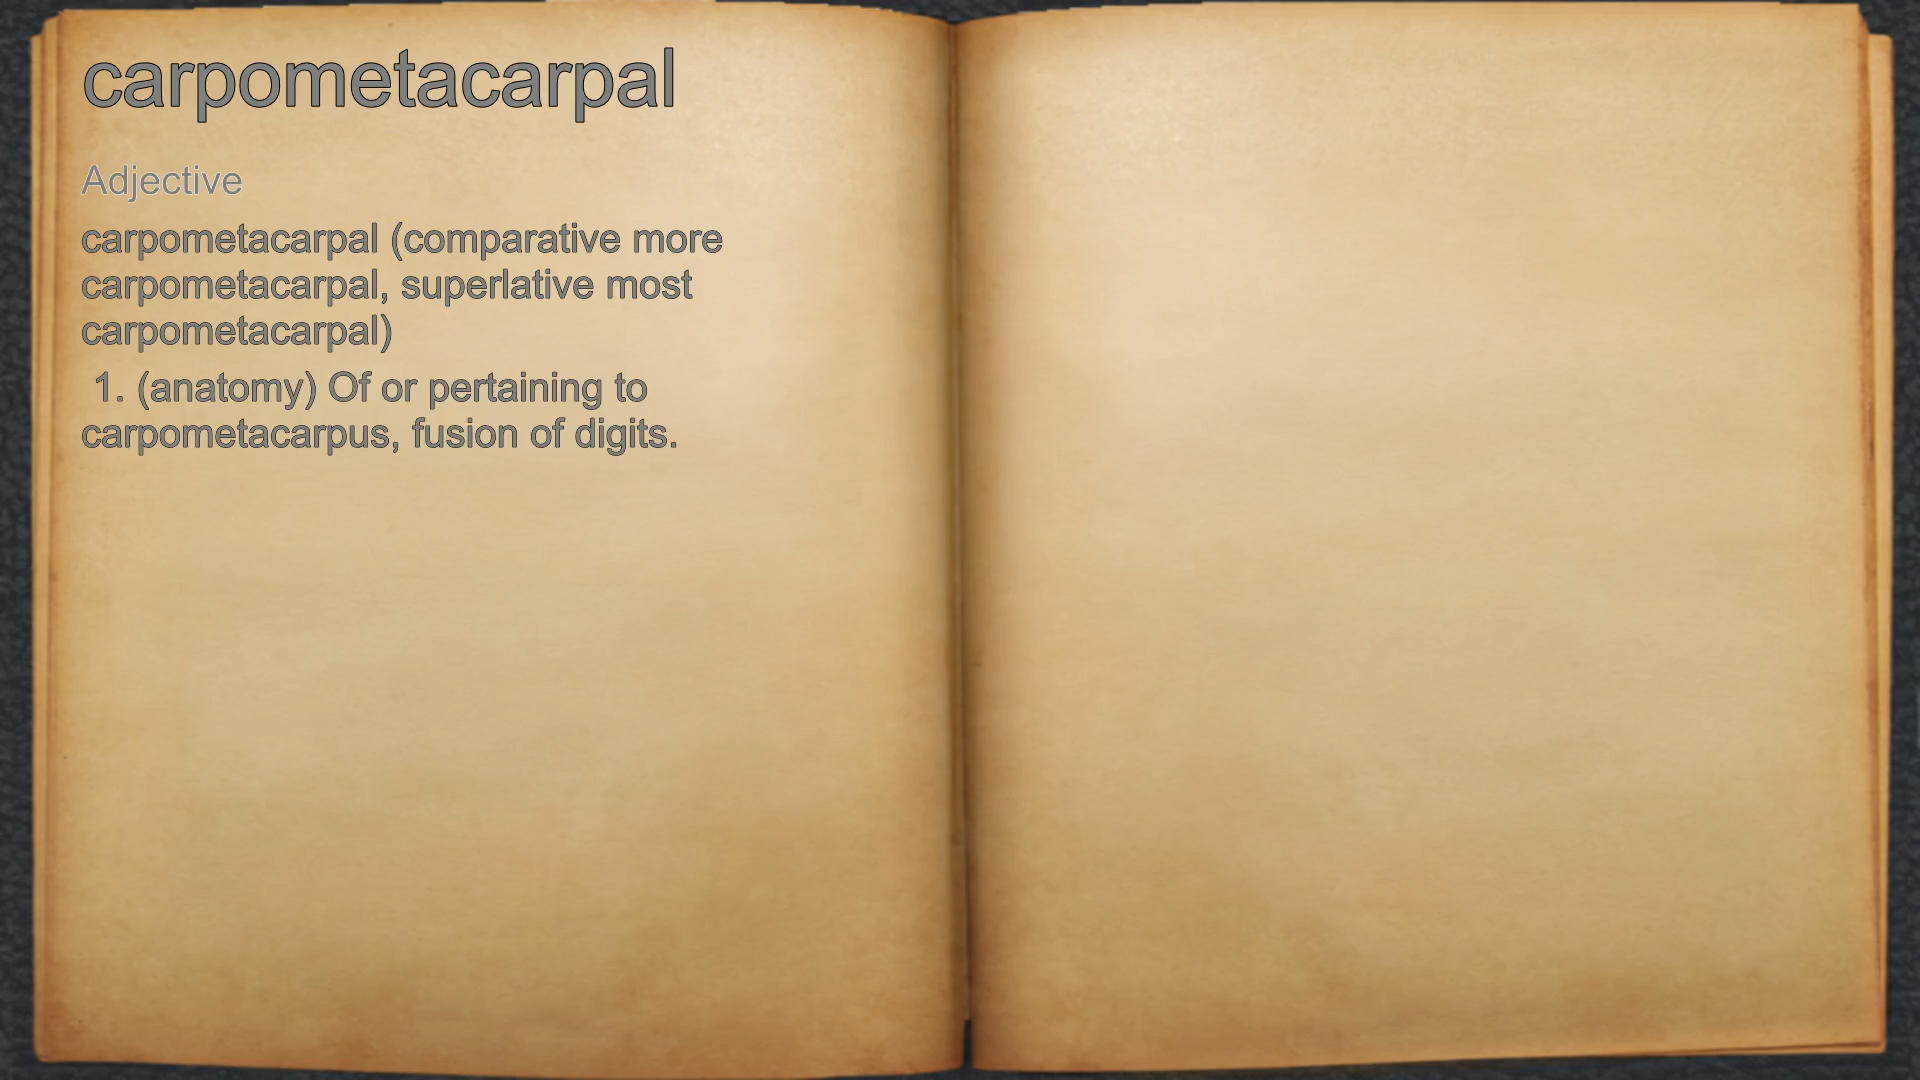 carpometacarpal
Adjective
carpometacarpal (comparative more
carpometacarpal, superlative most
carpometacarpal)
1. (anatomy) Of or pertaining to
carpometacarpus, fusion of digits.